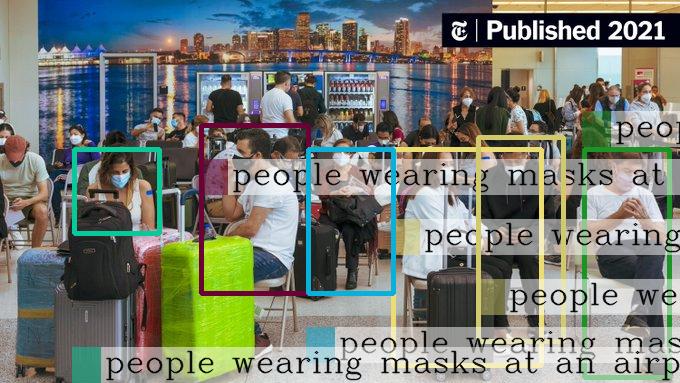 Published 2021
peop
people wearing masks at
people wearing
people we
people wearing mas
people wearing masks at an airp